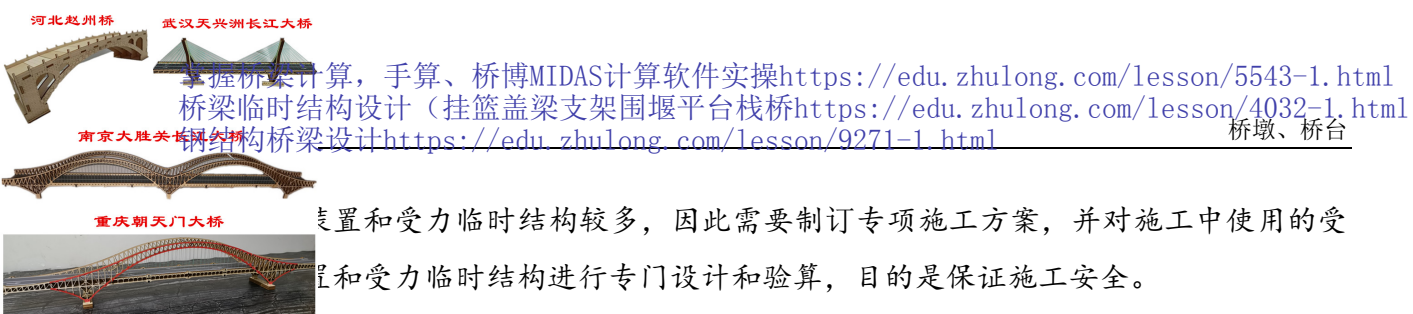 河北赵州桥
武汉天兴洲长江大桥
掌握桥梁计算，手算、桥博MIDAS计算软件实操https://edu.zhulong.com/lesson/5543-1.html
桥梁临时结构设计（挂篮盖梁支架围堰平台栈桥https://edu.zhulong.com/lesson/4032-1.html
南京大胜关长江大桥
钢结构桥梁设计https://edu.zhulong.com/lesson/9271-1.html
桥墩、桥台
重庆朝天门大桥
置和受力临时结构较多，因此需要制订专项施工方案，并对施工中使用的受
和受力临时结构进行专门设计和验算，目的是保证施工安全。